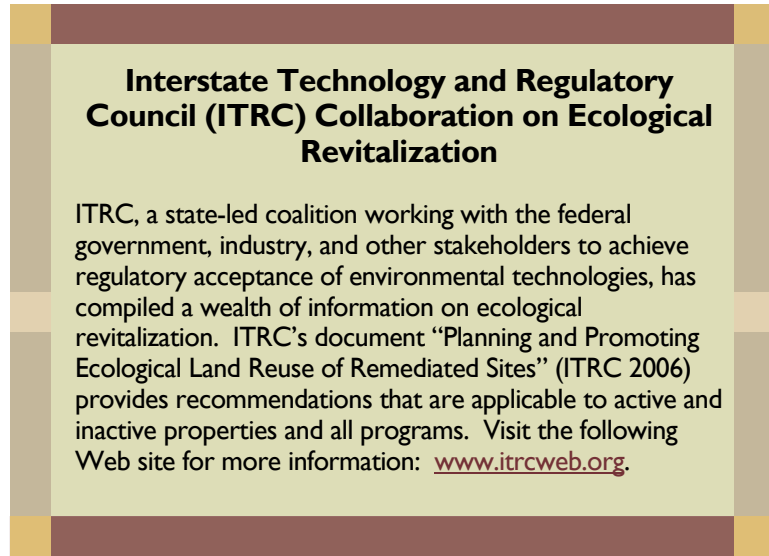 Interstate Technology and Regulatory
Council (ITRC) Collaboration on Ecological
Revitalization
ITRC, a state-led coalition working with the federal
government, industry, and other stakeholders to achieve
regulatory acceptance of environmental technologies, has
compiled a wealth of information on ecological
revitalization.  ITRC’s document “Planning and Promoting
Ecological Land Reuse of Remediated Sites” (ITRC 2006)
provides recommendations that are applicable to active and
inactive properties and all programs.  Visit the following
Web site for more information:  www.itrcweb.org.